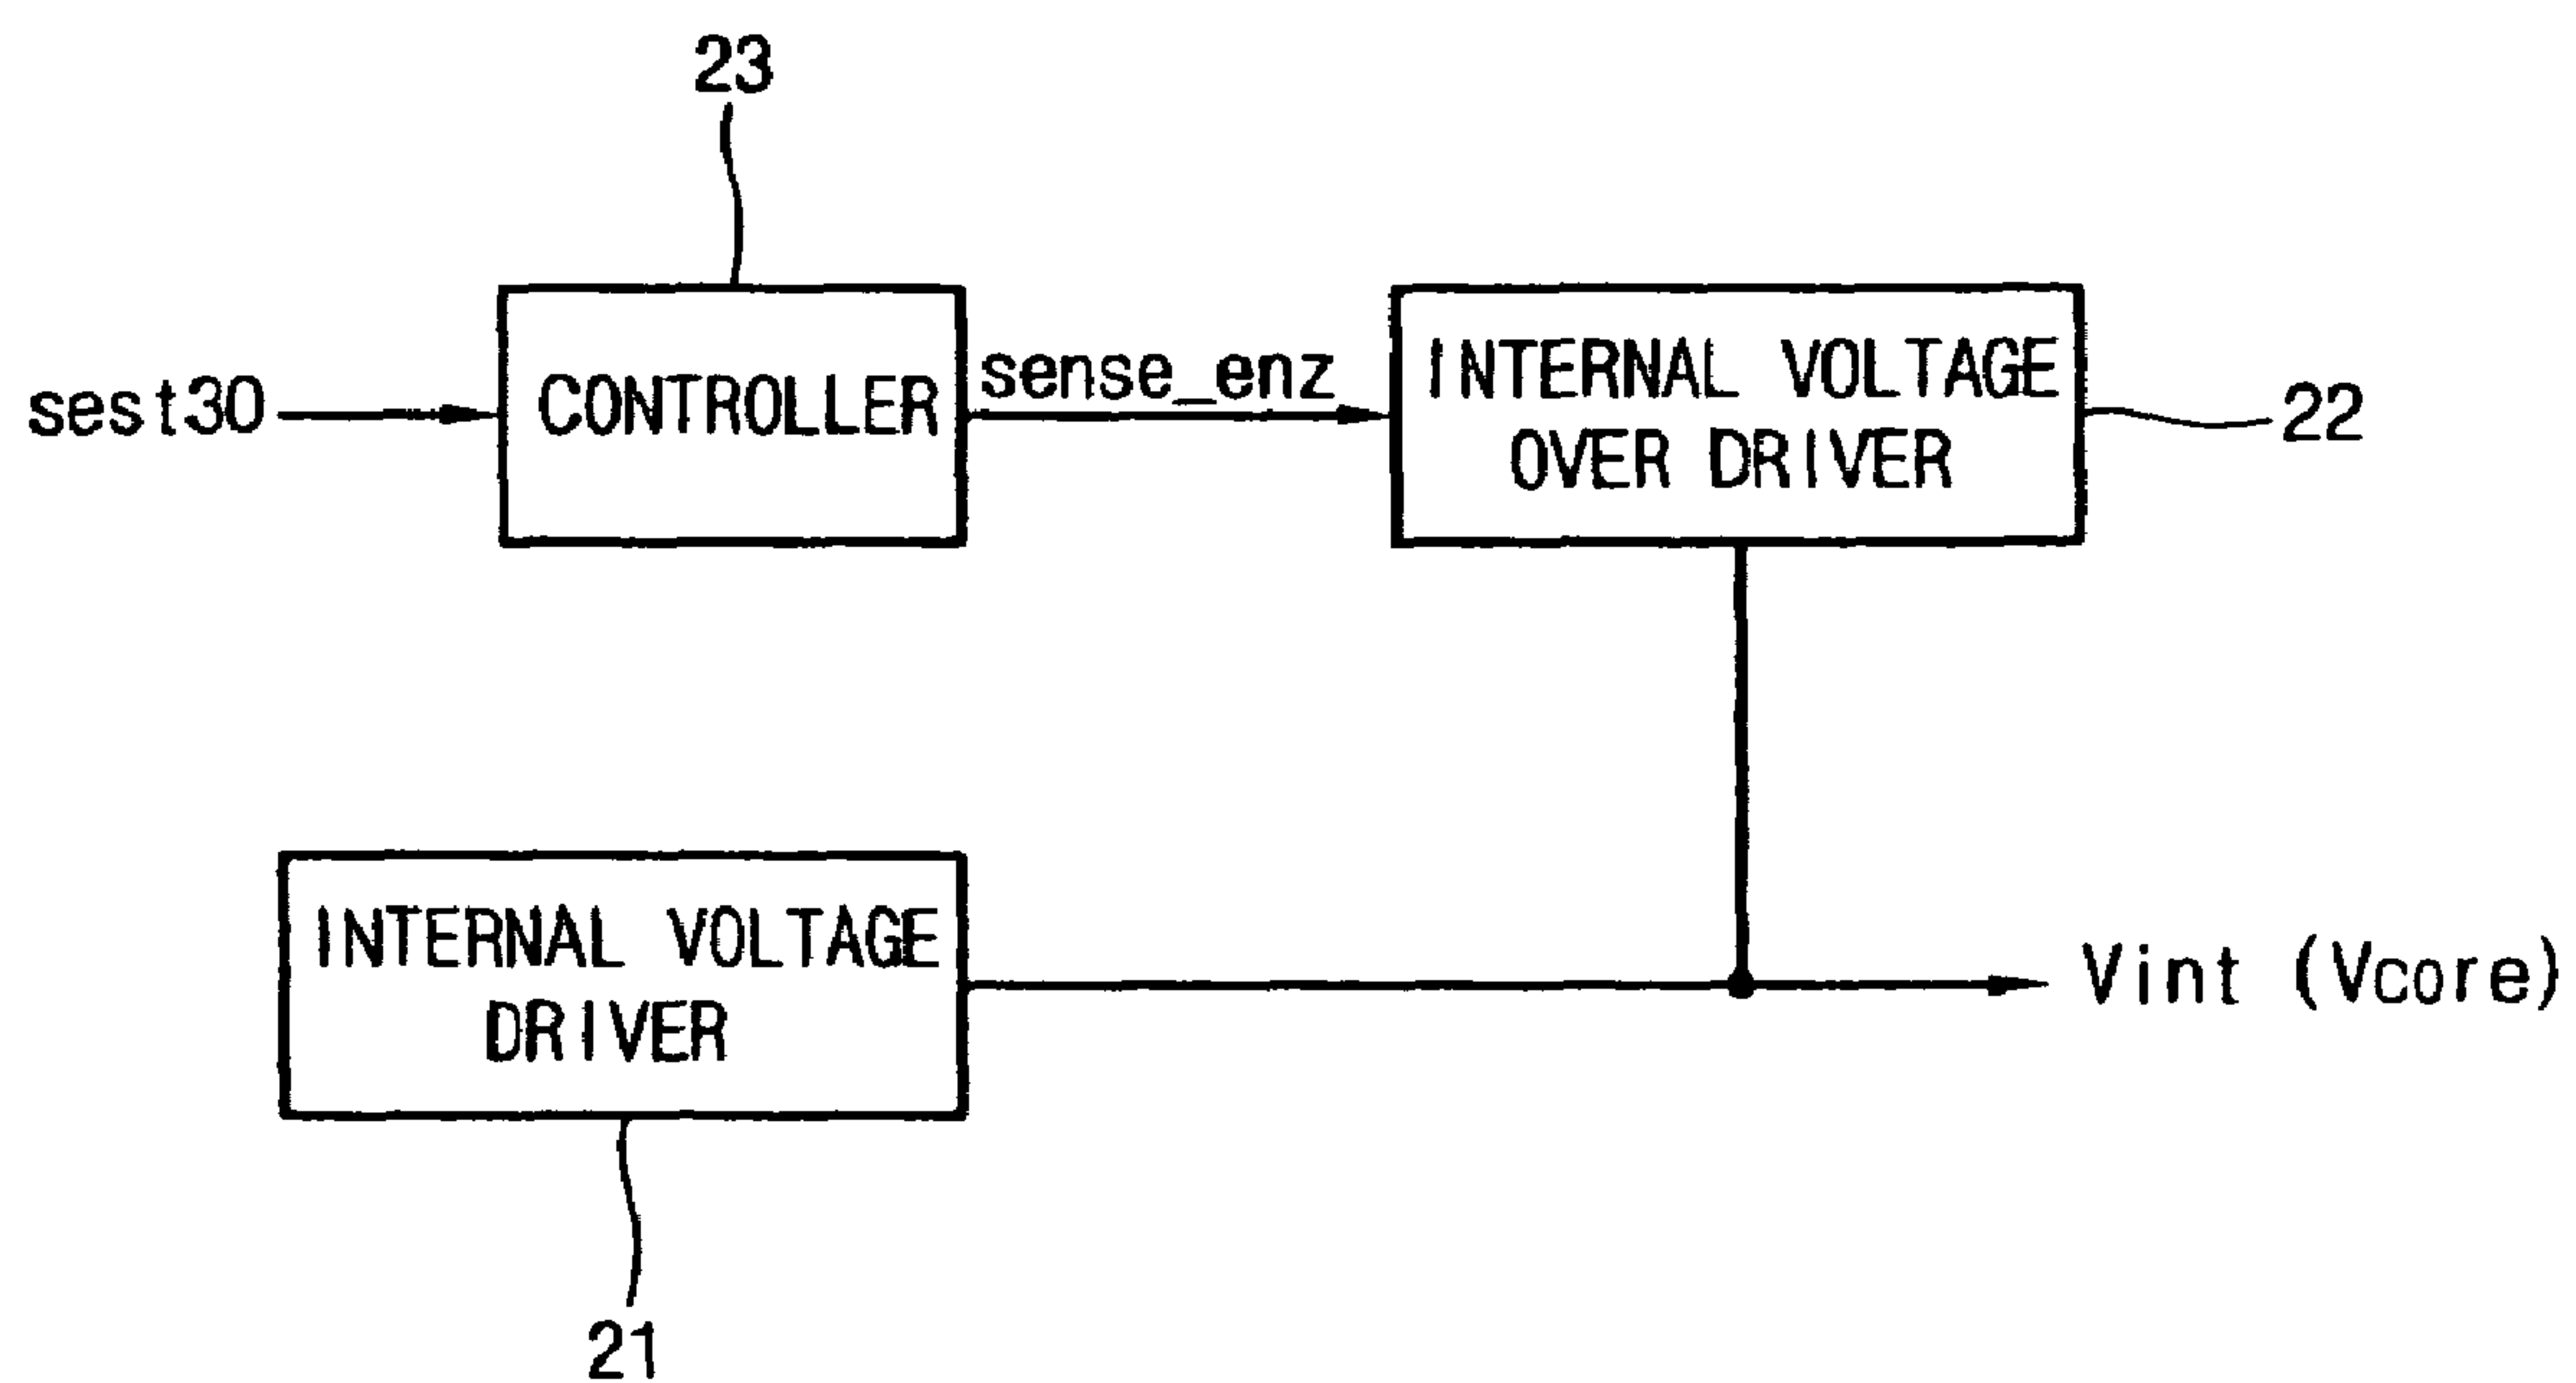 23
sest30
CONTROLLER
sense_enz
INTERNAL VOLTAGE
OVER DRIVER
22
INTERNAL VOLTAGE
DRIVER
Vint (Vcore)
21